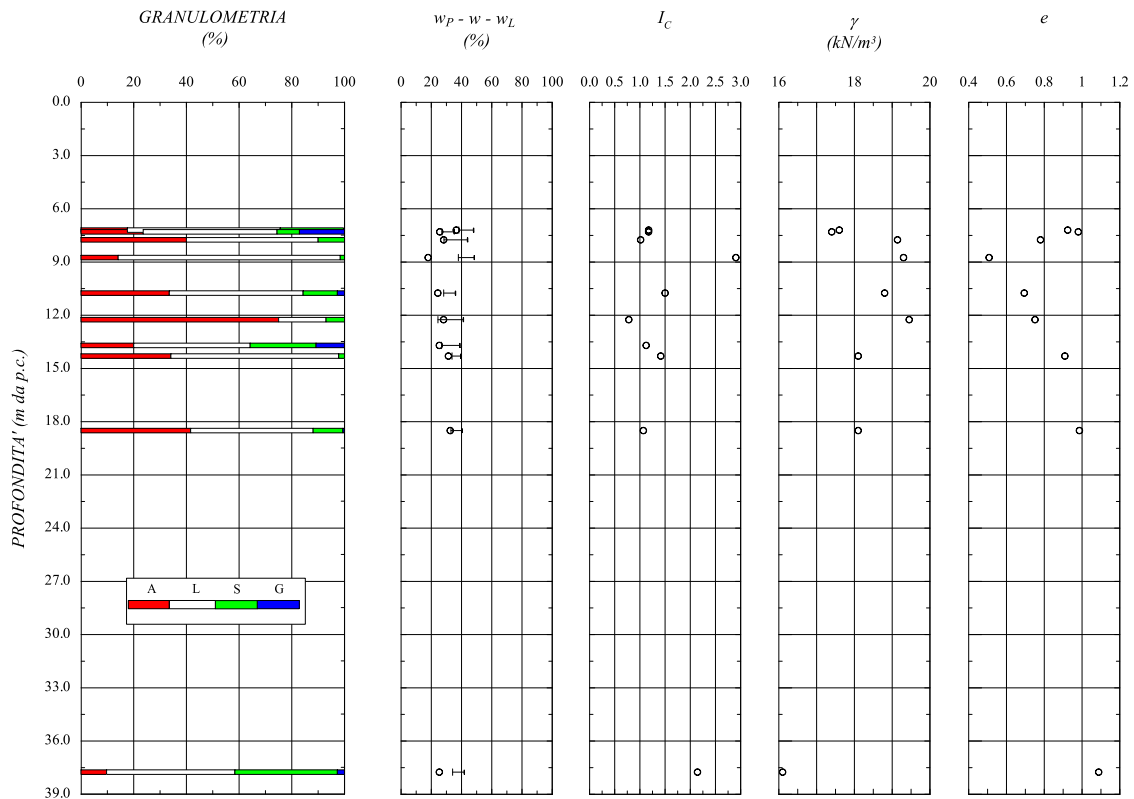 GRANULOMETRIA
(%)
w_P - w - w_L
(%)
I_C
γ
(kN/m³)
e
0 20 40 60 80 100
0 20 40 60 80 100
0.0 0.5 1.0 1.5 2.0 2.5 3.0
16 18 20
0.4 0.6 0.8 1 1.2
PROFONDITA' (m da p.c.)
0.0
3.0
6.0
9.0
12.0
15.0
18.0
21.0
24.0
27.0
30.0
33.0
36.0
39.0
A L S G